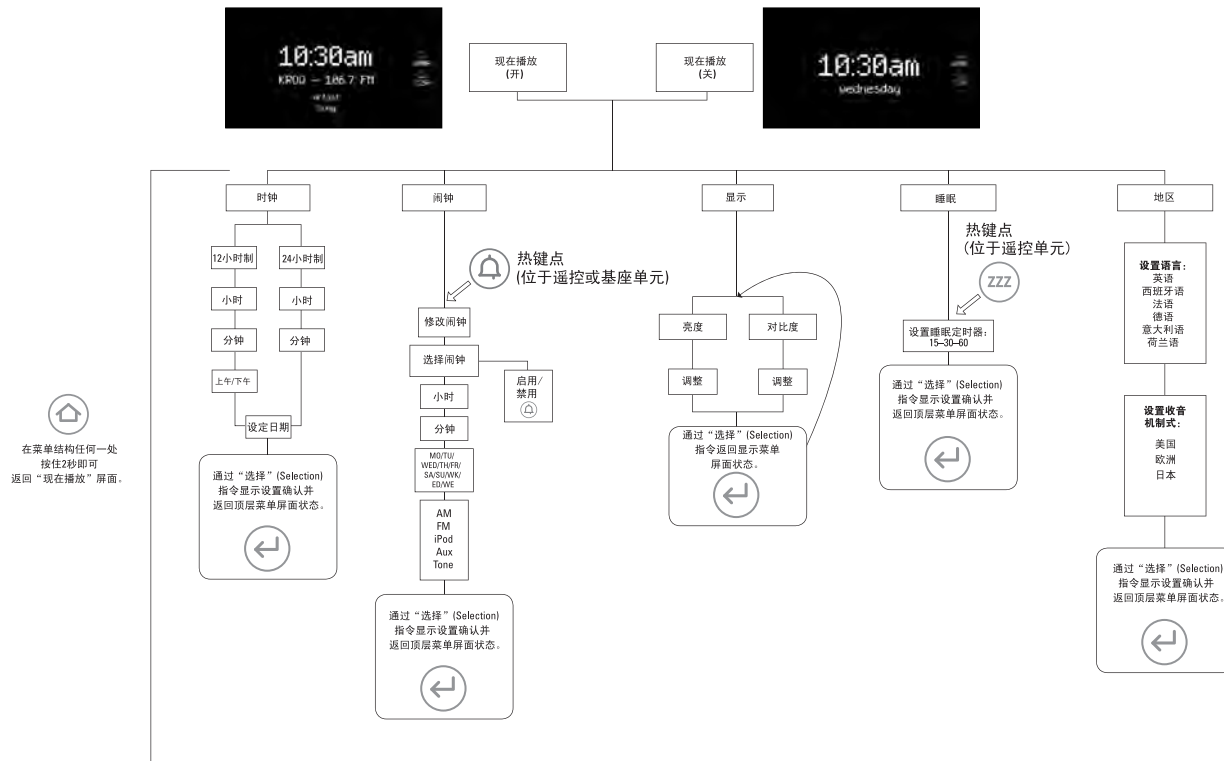 10:30am
KROQ – 106.7 FM
artist
Song
现在播放
(开)
现在播放
(关)
10:30am
wednesday
时钟
闹钟
显示
睡眠
地区
12小时制
24小时制
小时
小时
分钟
分钟
上午/下午
设定日期
通过“选择”(Selection)
指令显示设置确认并
返回顶层菜单屏面状态。
热键点
(位于遥控或基座单元)
修改闹钟
选择闹钟
启用/
禁用
小时
分钟
MO/TU/
WED/TH/FR/
SA/SU/WK/
ED/WE
AM
FM
iPod
Aux
Tone
通过“选择”(Selection)
指令显示设置确认并
返回顶层菜单屏面状态。
亮度
对比度
调整
调整
通过“选择”(Selection)
指令返回显示菜单
屏面状态。
热键点
(位于遥控单元)
ZZZ
设置睡眠定时器：
15–30–60
通过“选择”(Selection)
指令显示设置确认并
返回顶层菜单屏面状态。
设置语言：
英语
西班牙语
法语
德语
意大利语
荷兰语
设置收音
机制式：
美国
欧洲
日本
通过“选择”(Selection)
指令显示设置确认并
返回顶层菜单屏面状态。
在菜单结构任何一处
按住2秒即可
返回“现在播放”屏面。